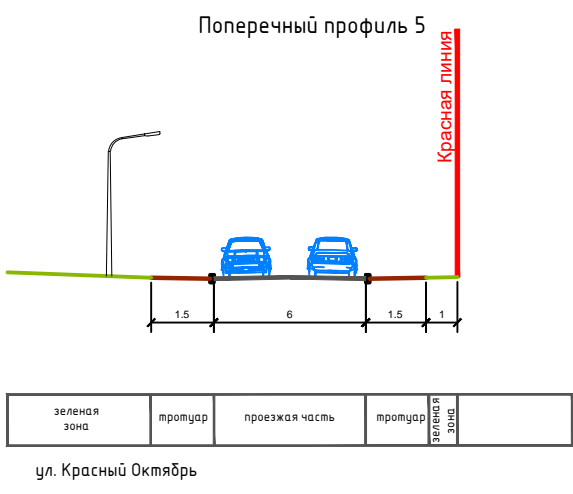 Поперечный профиль 5
Красная линия
1.5
6
1.5
1
зеленая
зона
тротуар
проезжая часть
тротуар
зеленая
зона
ул. Красный Октябрь